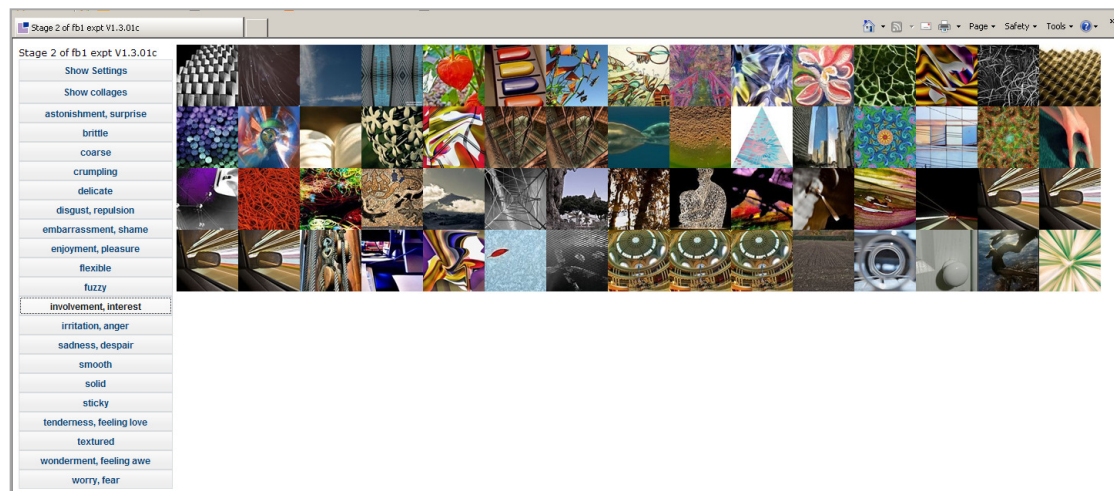 Stage 2 of fb1 expt V1.3.01c
Page Safety Tools
Stage 2 of fb1 expt V1.3.01c
Show Settings
Show collages
astonishment, surprise
brittle
coarse
crumpling
delicate
disgust, repulsion
embarrassment, shame
enjoyment, pleasure
flexible
fuzzy
involvement, interest
irritation, anger
sadness, despair
smooth
solid
sticky
tenderness, feeling love
textured
wonderment, feeling awe
worry, fear